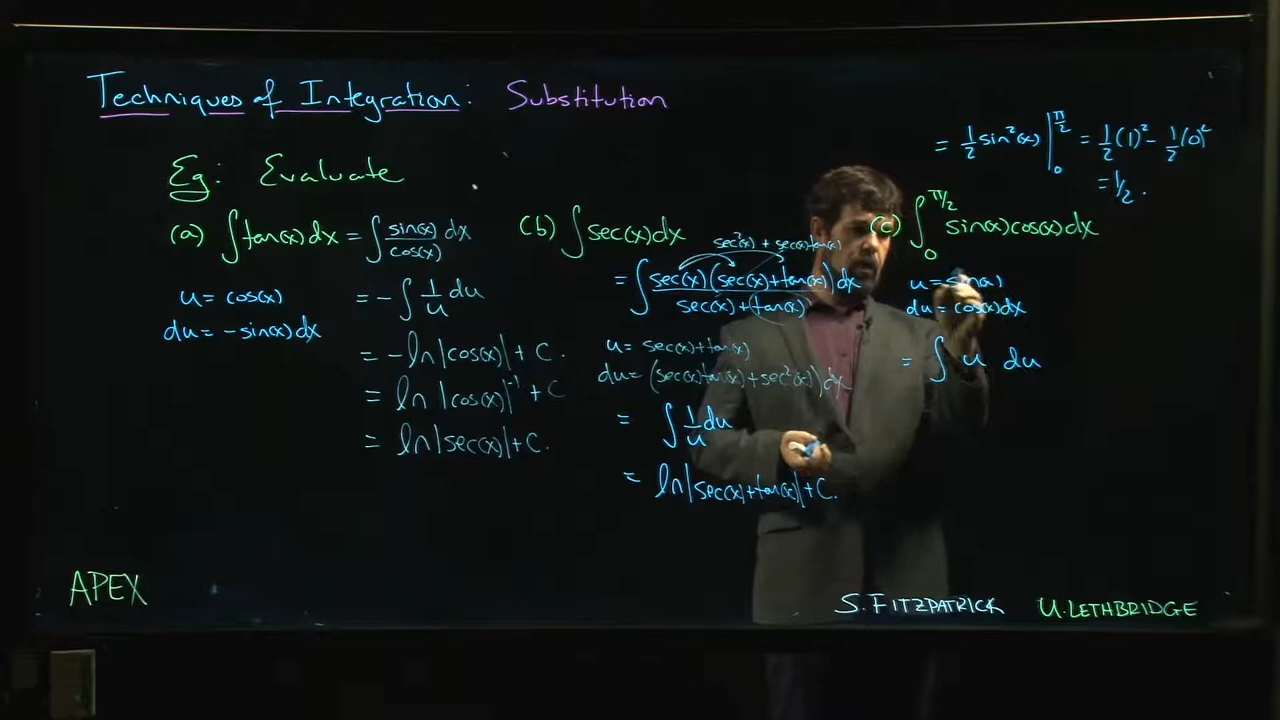 Techniques of Integration: Substitution
Eg: Evaluate
(a) ∫tan(x)dx = ∫ sin(x)/cos(x) dx
u = cos(x)
du = -sin(x)dx
= -∫ 1/u du
= -ln|cos(x)| + C.
= ln|cos(x)|⁻¹ + C
= ln|sec(x)| + C.
(b) ∫sec(x)dx
sec²(x) + sec(x)tan(x)
= ∫ sec(x)(sec(x)+tan(x))/(sec(x)+tan(x)) dx
u = sec(x)+tan(x)
du = (sec(x)tan(x)+sec²(x))dx
= ∫ 1/u du
= ln|sec(x)+tan(x)|+C.
(c) ∫₀^π/2 sin(x)cos(x)dx
u = sin(x)
du = cos(x)dx
= ∫ u du
= 1/2 sin²(x) |₀^π/2 = 1/2(1)² - 1/2(0)²
= 1/2.
APEX
S. FITZPATRICK U. LETHBRIDGE